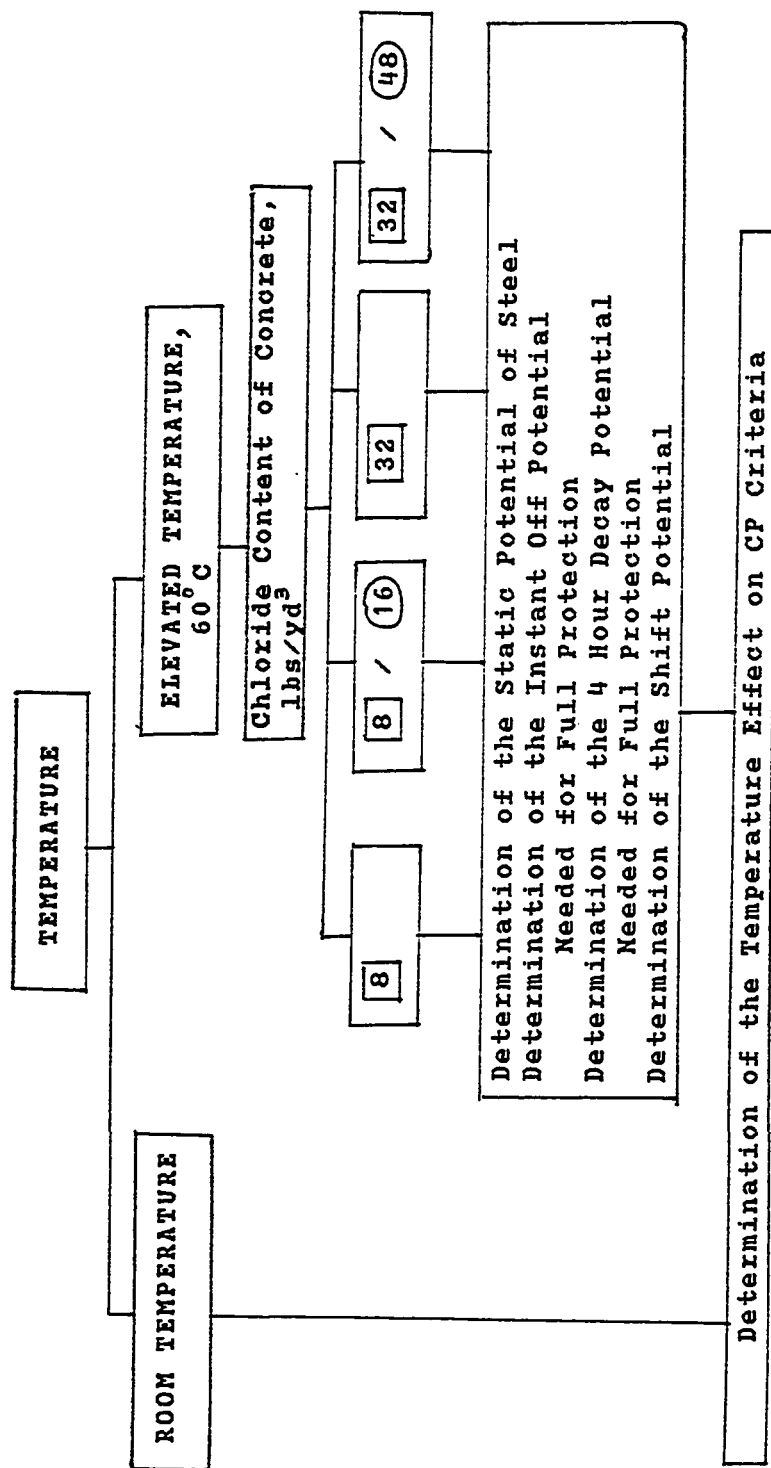 TEMPERATURE
ROOM TEMPERATURE
ELEVATED TEMPERATURE,
60°C
Chloride Content of Concrete,
lbs/yd³
8
8 / 16
32
32 / 48
Determination of the Static Potential of Steel
Determination of the Instant Off Potential
Needed for Full Protection
Determination of the 4 Hour Decay Potential
Needed for Full Protection
Determination of the Shift Potential
Determination of the Temperature Effect on CP Criteria